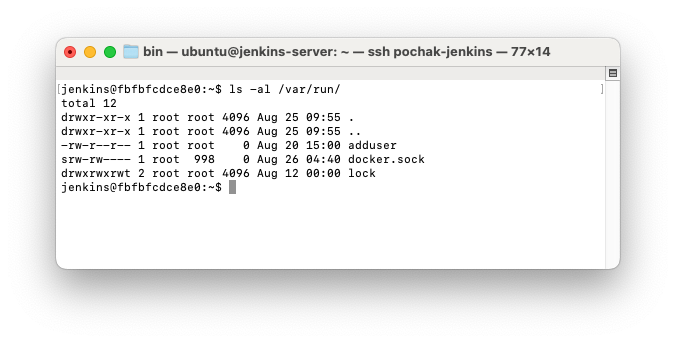 bin — ubuntu@jenkins-server: ~ — ssh pochak-jenkins — 77×14
[jenkins@fbfbfcdce8e0:~$ ls -al /var/run/ ]
total 12
drwxr-xr-x 1 root root 4096 Aug 25 09:55 .
drwxr-xr-x 1 root root 4096 Aug 25 09:55 ..
-rw-r--r-- 1 root root    0 Aug 20 15:00 adduser
srw-rw---- 1 root  998    0 Aug 26 04:40 docker.sock
drwxrwxrwt 2 root root 4096 Aug 12 00:00 lock
jenkins@fbfbfcdce8e0:~$